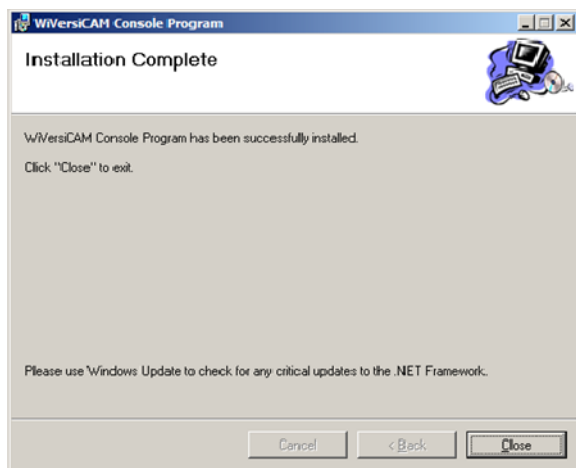 WiVersiCAM Console Program
Installation Complete
WiVersiCAM Console Program has been successfully installed.
Click "Close" to exit.
Please use Windows Update to check for any critical updates to the .NET Framework.
Cancel
< Back
Close